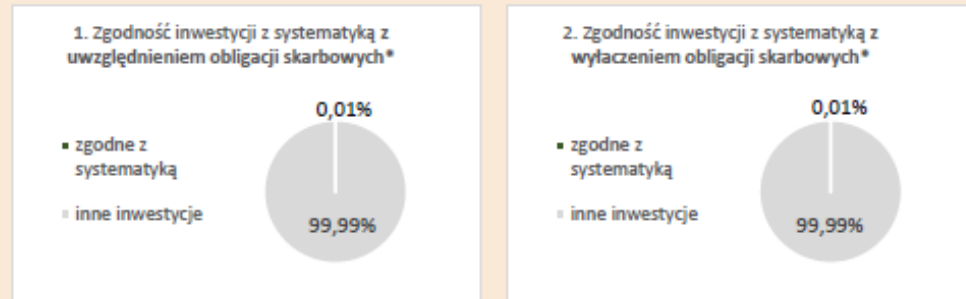 1. Zgodność inwestycji z systematyką z
uwzględnieniem obligacji skarbowych*
0,01%
zgodne z
systematyką
inne inwestycje
99,99%
2. Zgodność inwestycji z systematyką z
wyłaczeniem obligacji skarbowych*
0,01%
zgodne z
systematyką
inne inwestycje
99,99%